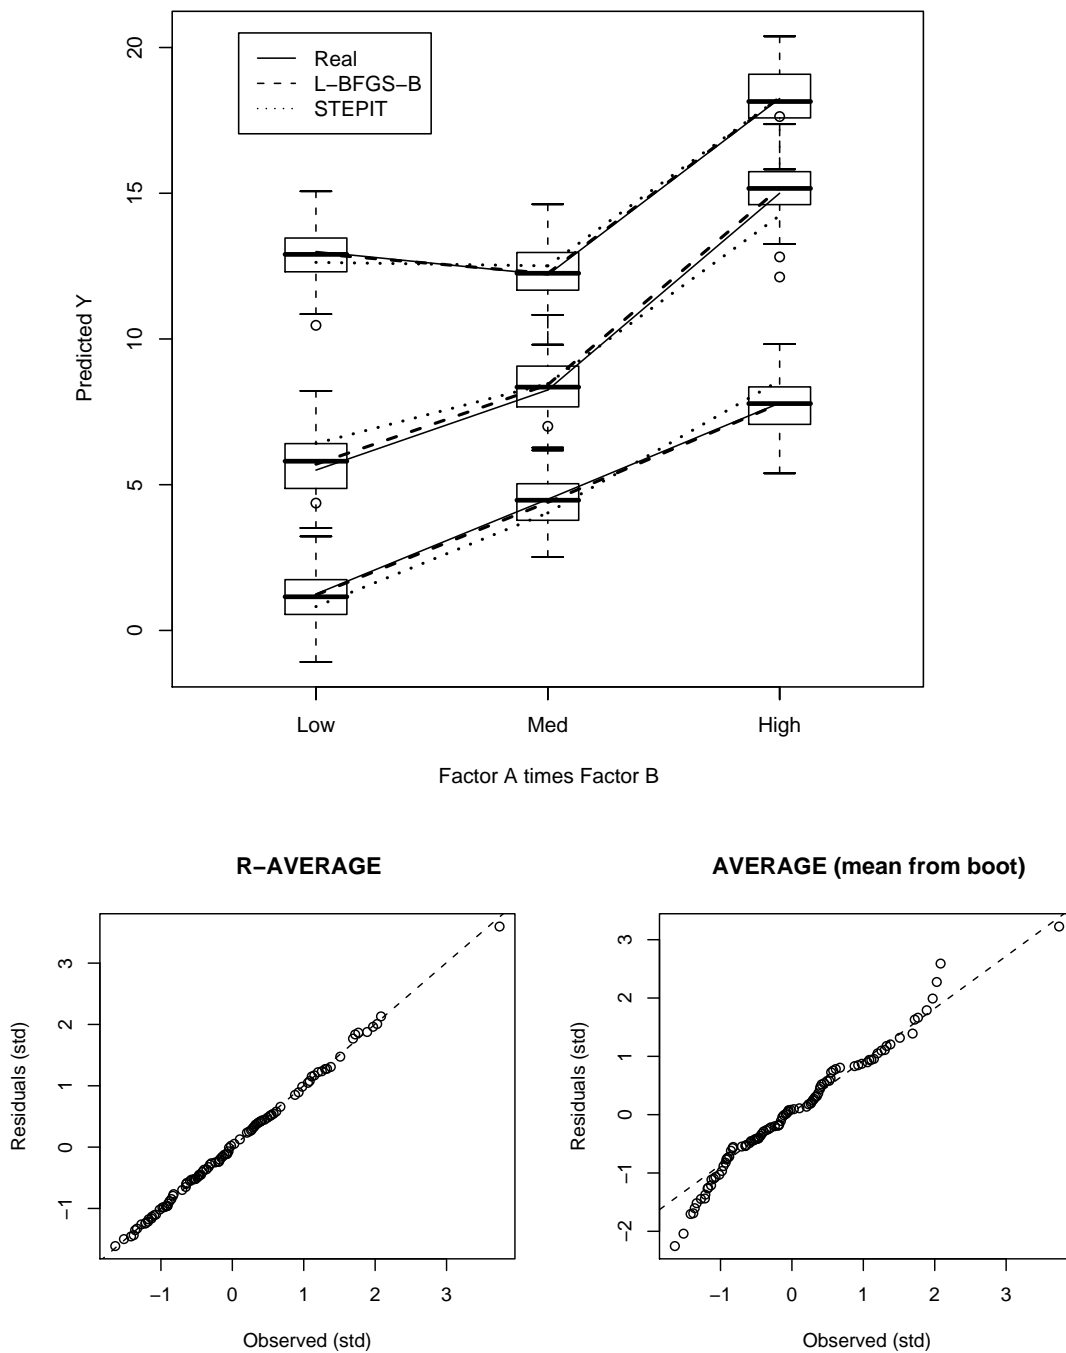 Real
L-BFGS-B
STEPIT
20
15
10
5
0
Predicted Y
Low Med High
Factor A times Factor B
R−AVERAGE
3
2
1
0
−1
Residuals (std)
−1 0 1 2 3
Observed (std)
AVERAGE (mean from boot)
3
2
1
0
−1
−2
Residuals (std)
−1 0 1 2 3
Observed (std)